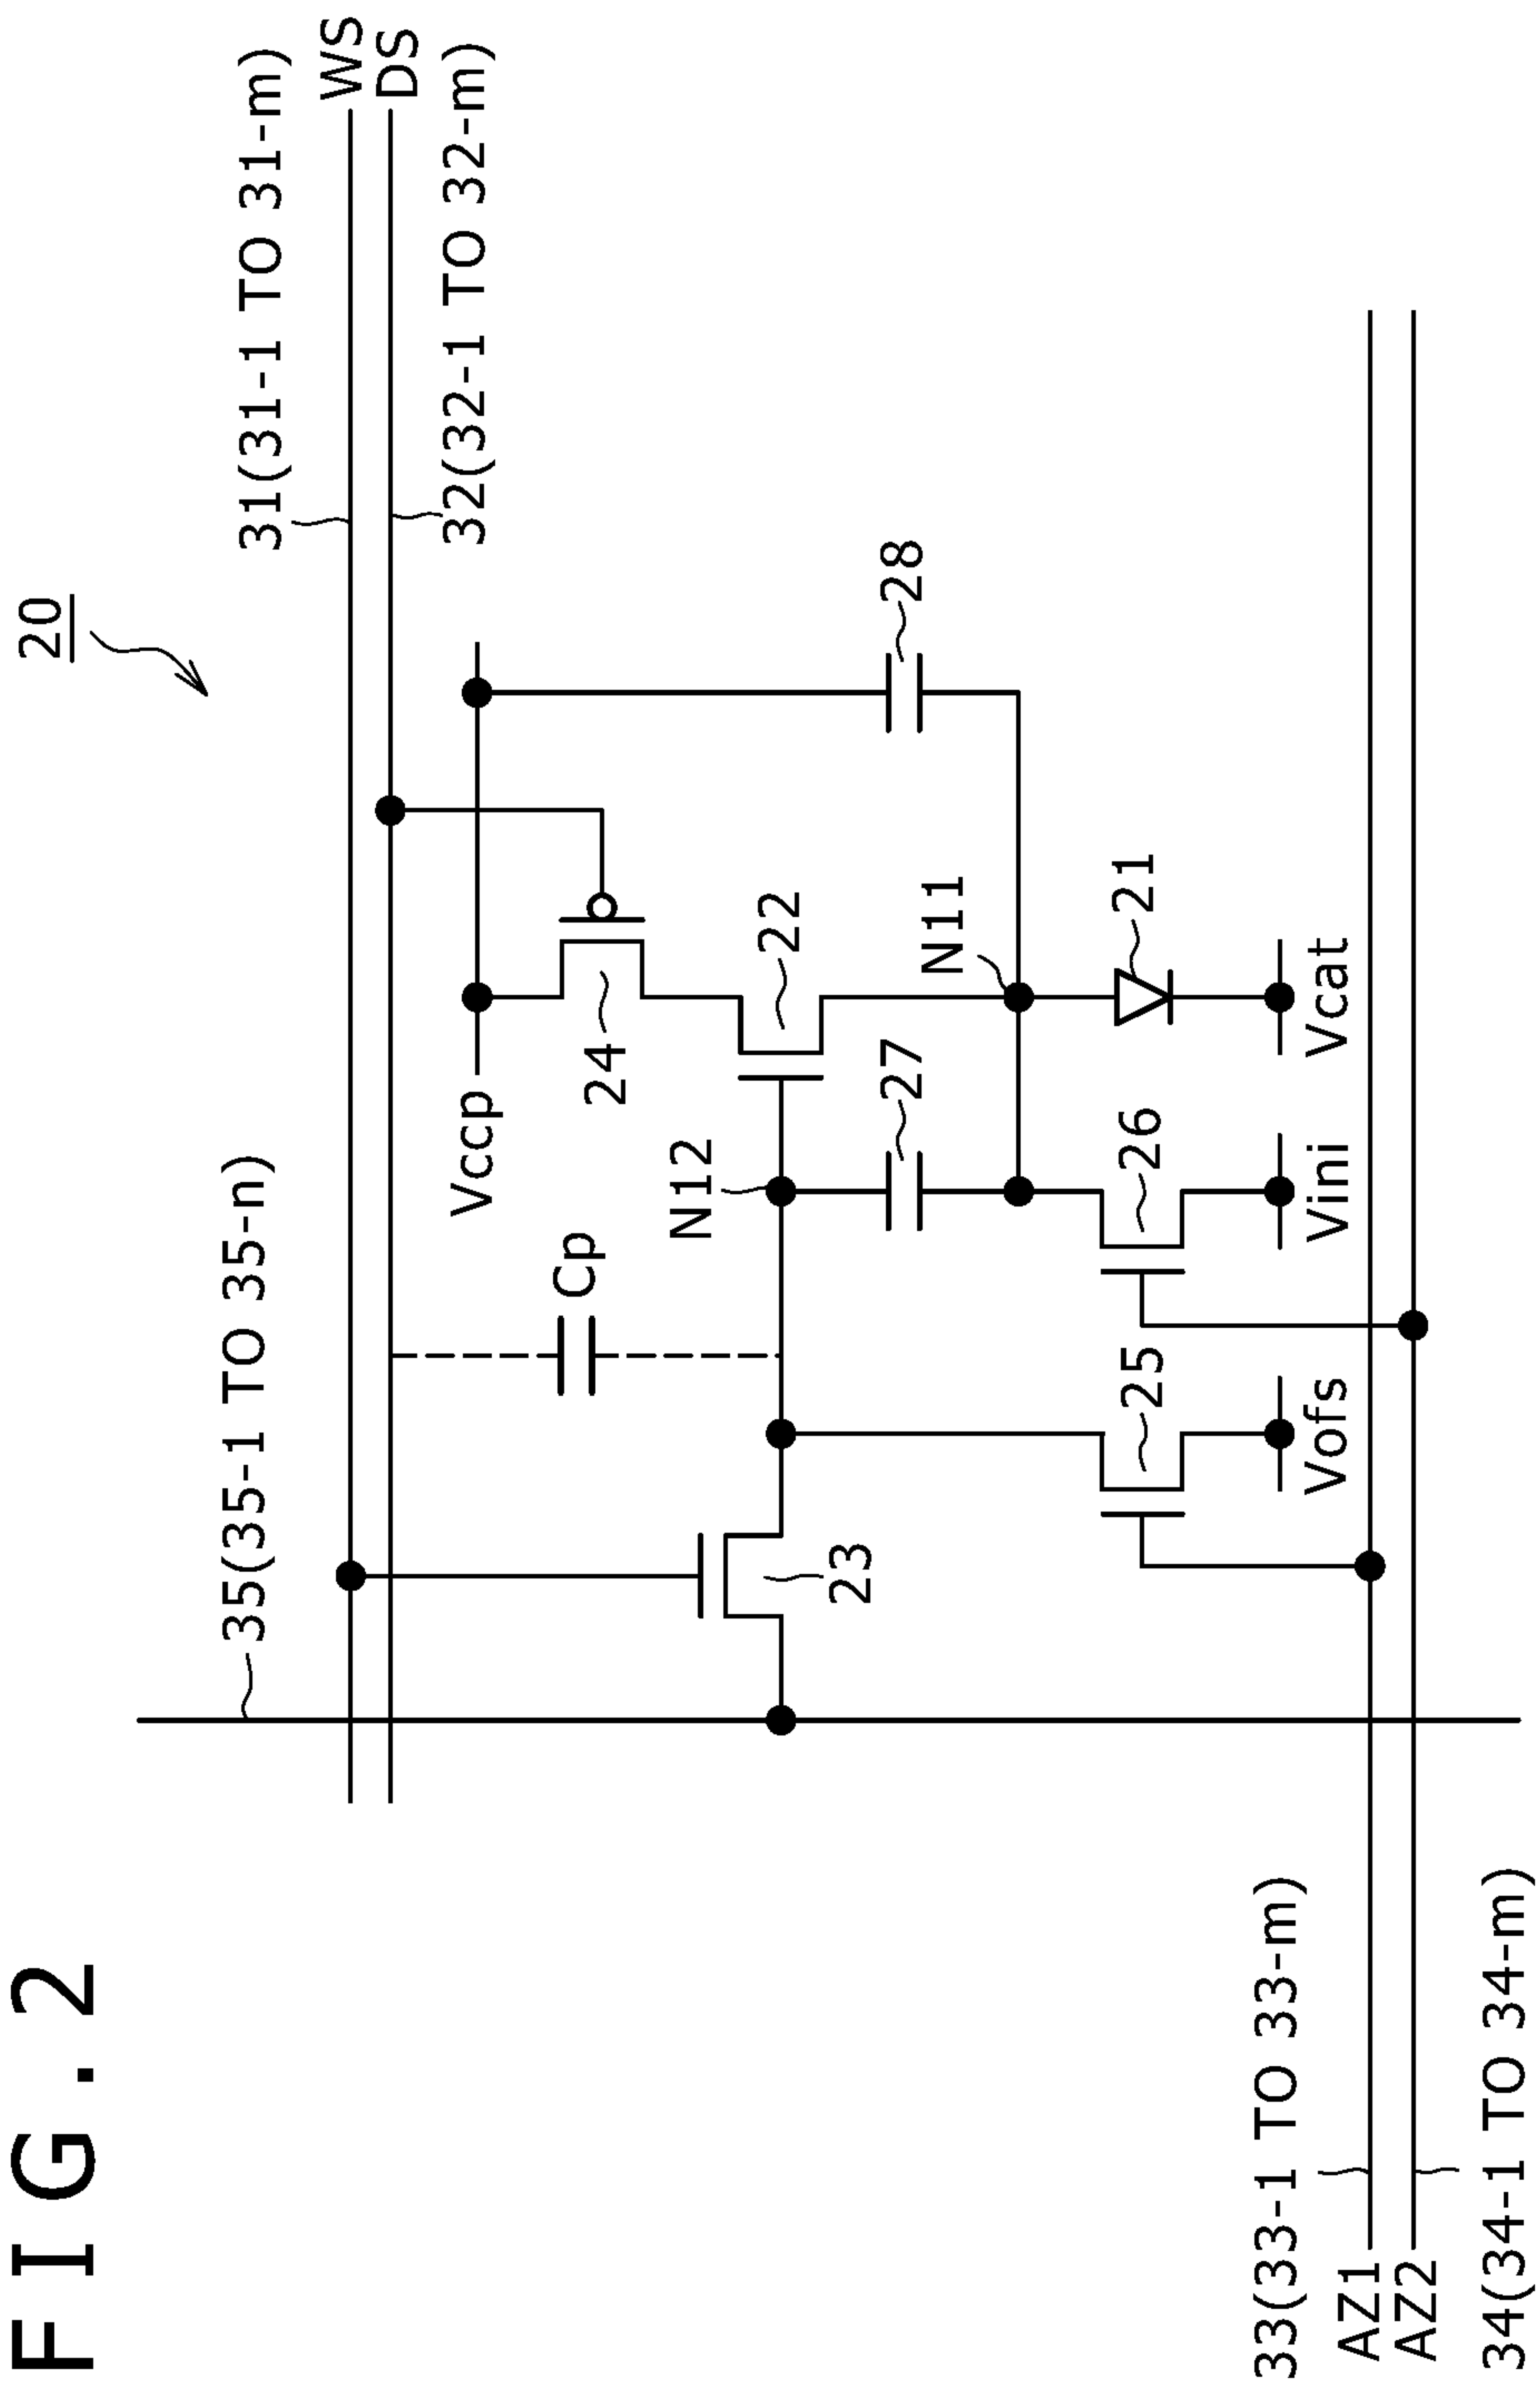 FIG.2
20
35(35-1 TO 35-n)
31(31-1 TO 31-m)
WS
DS
32(32-1 TO 32-m)
Vccp
Cp
24
N12
22
23
27
28
N11
25
26
21
Vofs
Vini
Vcat
33(33-1 TO 33-m)
AZ1
AZ2
34(34-1 TO 34-m)